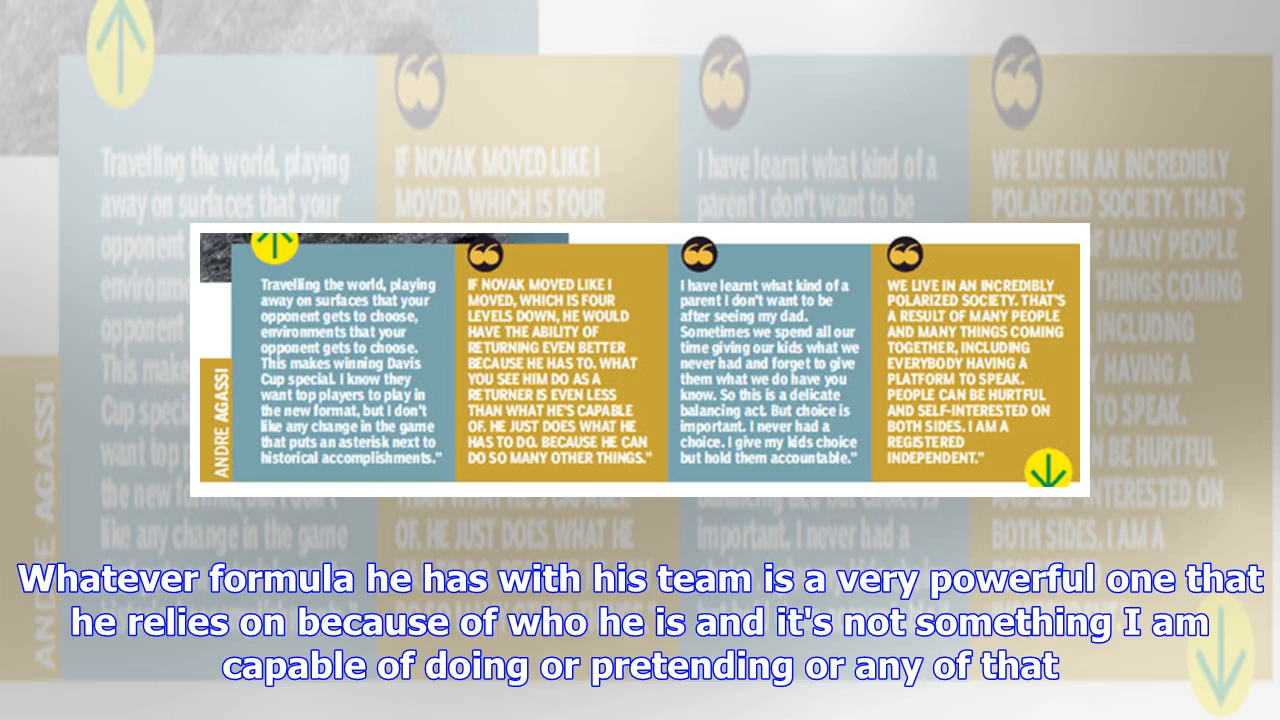 Travelling the world, playing
away on surfaces that your
opponent gets to choose,
environments that your
opponent gets to choose.
This makes winning Davis
Cup special. I know they
want top players to play in
the new format, but I don't
like any change in the game
that puts an asterisk next to
historical accomplishments."
IF NOVAK MOVED LIKE I
MOVED, WHICH IS FOUR
LEVELS DOWN, HE WOULD
HAVE THE ABILITY OF
RETURNING EVEN BETTER
BECAUSE HE HAS TO. WHAT
YOU SEE HIM DO AS A
RETURNER IS EVEN LESS
THAN WHAT HE'S CAPABLE
OF. HE JUST DOES WHAT HE
HAS TO DO. BECAUSE HE CAN
DO SO MANY OTHER THINGS."
I have learnt what kind of a
parent I don't want to be
after seeing my dad.
Sometimes we spend all our
time giving our kids what we
never had and forget to give
them what we do have you
know. So this is a delicate
balancing act. But choice is
important. I never had a
choice. I give my kids choice
but hold them accountable."
WE LIVE IN AN INCREDIBLY
POLARIZED SOCIETY. THAT'S
A RESULT OF MANY PEOPLE
AND MANY THINGS COMING
TOGETHER, INCLUDING
EVERYBODY HAVING A
PLATFORM TO SPEAK.
PEOPLE CAN BE HURTFUL
AND SELF-INTERESTED ON
BOTH SIDES. I AM A
REGISTERED
INDEPENDENT."
ANDRE AGASSI
Whatever formula he has with his team is a very powerful one that
he relies on because of who he is and it's not something I am
capable of doing or pretending or any of that